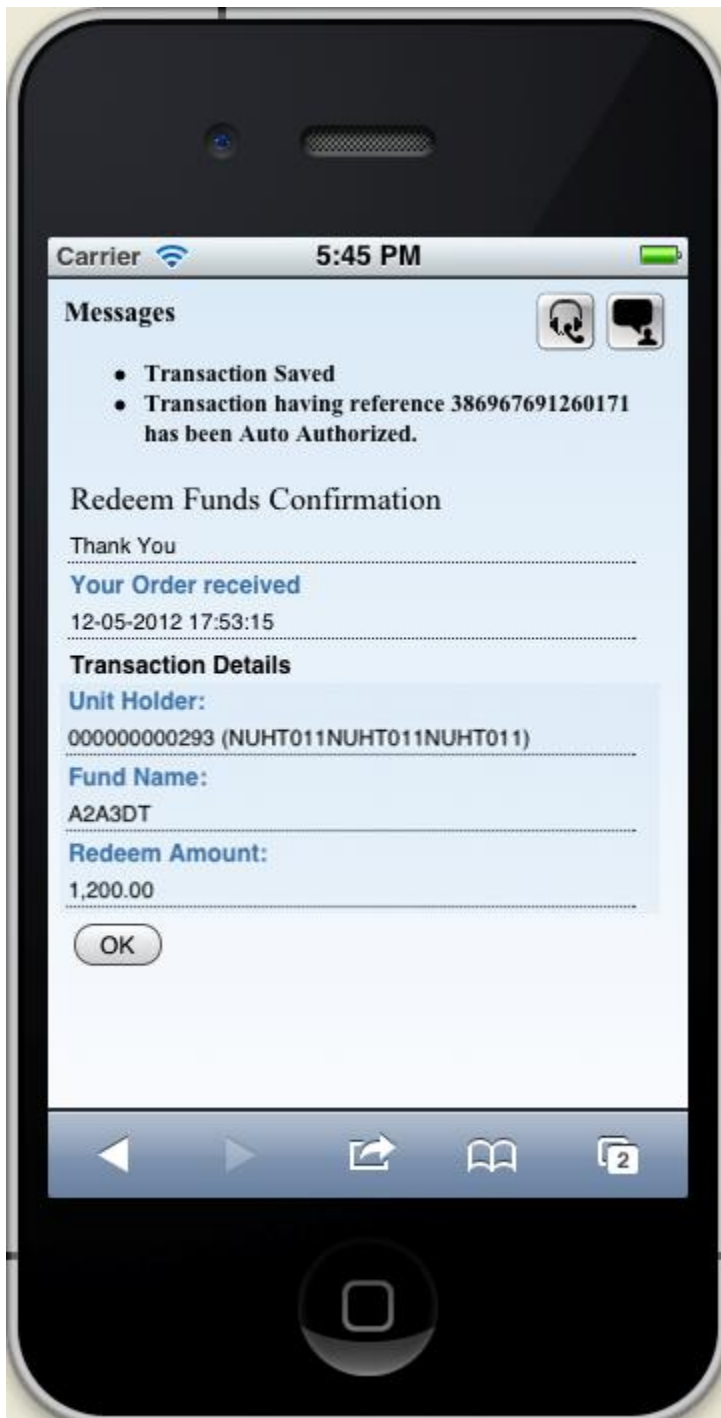 Carrier 5:45 PM
Messages
• Transaction Saved
• Transaction having reference 386967691260171
has been Auto Authorized.
Redeem Funds Confirmation
Thank You
Your Order received
12-05-2012 17:53:15
Transaction Details
Unit Holder:
000000000293 (NUHT011NUHT011NUHT011)
Fund Name:
A2A3DT
Redeem Amount:
1,200.00
OK
2